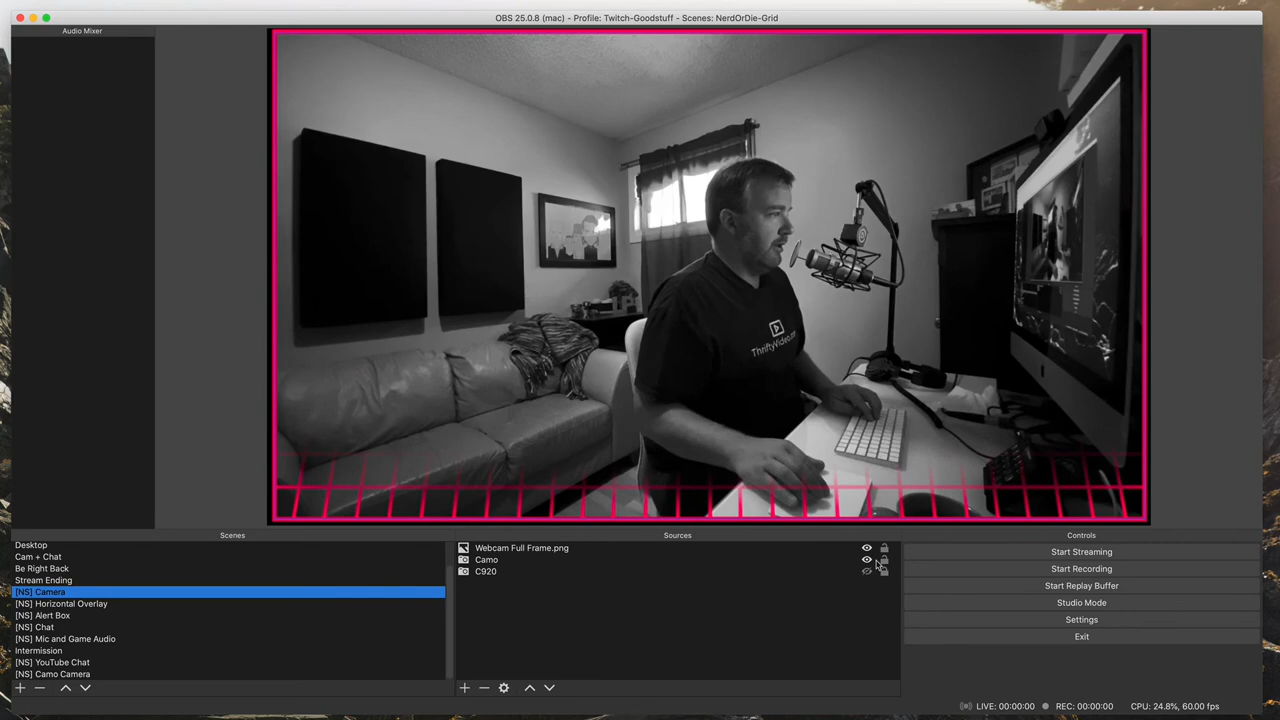 OBS 25.0.8 (mac) - Profile: Twitch-Goodstuff - Scenes: NerdOrDie-Grid
Audio Mixer
ThriftyVideo
Scenes
Desktop
Cam + Chat
Be Right Back
Stream Ending
[NS] Camera
[NS] Horizontal Overlay
[NS] Alert Box
[NS] Chat
[NS] Mic and Game Audio
Intermission
[NS] YouTube Chat
[NS] Camo Camera
Sources
Webcam Full Frame.png
Camo
C920
Controls
Start Streaming
Start Recording
Start Replay Buffer
Studio Mode
Settings
Exit
LIVE: 00:00:00
REC: 00:00:00
CPU: 24.8%, 60.00 fps